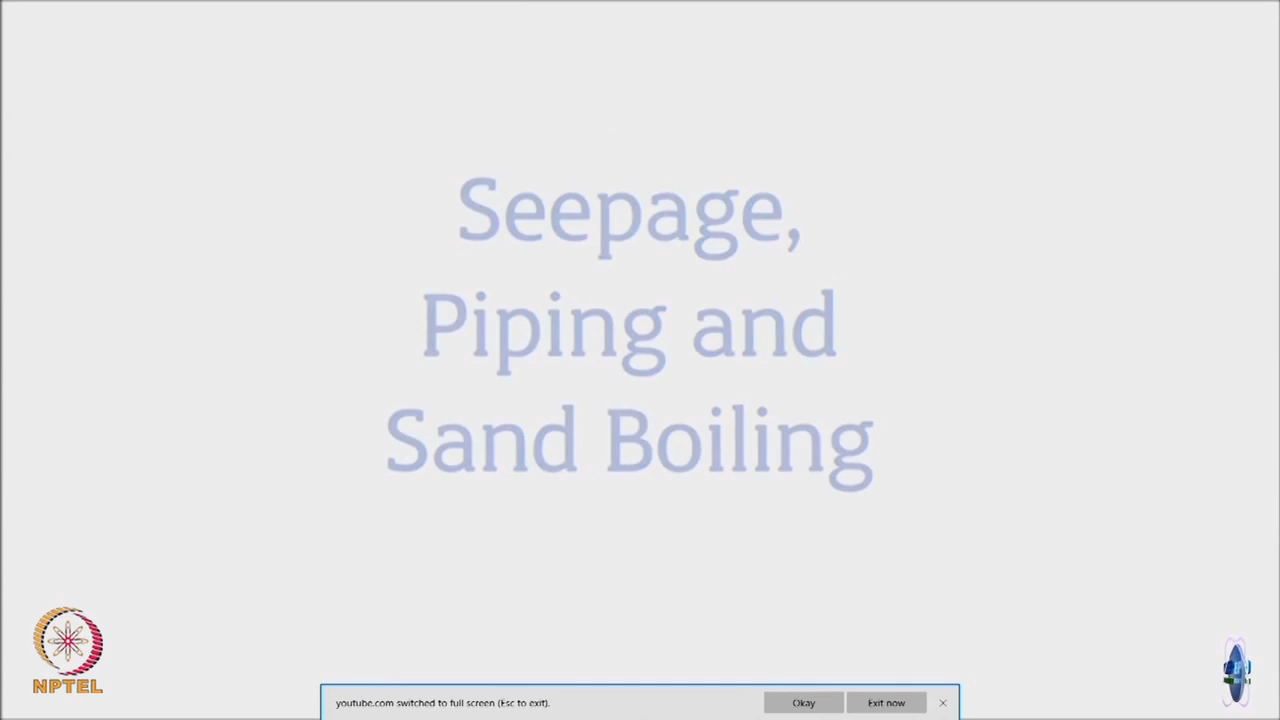 Seepage,
Piping and
Sand Boiling
NPTEL
youtube.com switched to full screen (Esc to exit). Okay Exit now